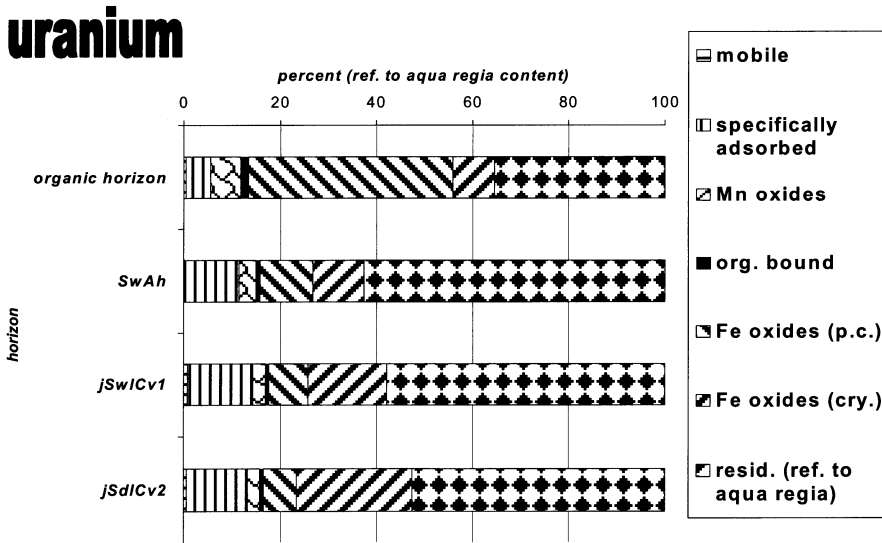 uranium
percent (ref. to aqua regia content)
0 20 40 60 80 100
organic horizon
SwAh
jSwlCv1
jSdlCv2
horizon
mobile
specifically
adsorbed
Mn oxides
org. bound
Fe oxides (p.c.)
Fe oxides (cry.)
resid. (ref. to
aqua regia)